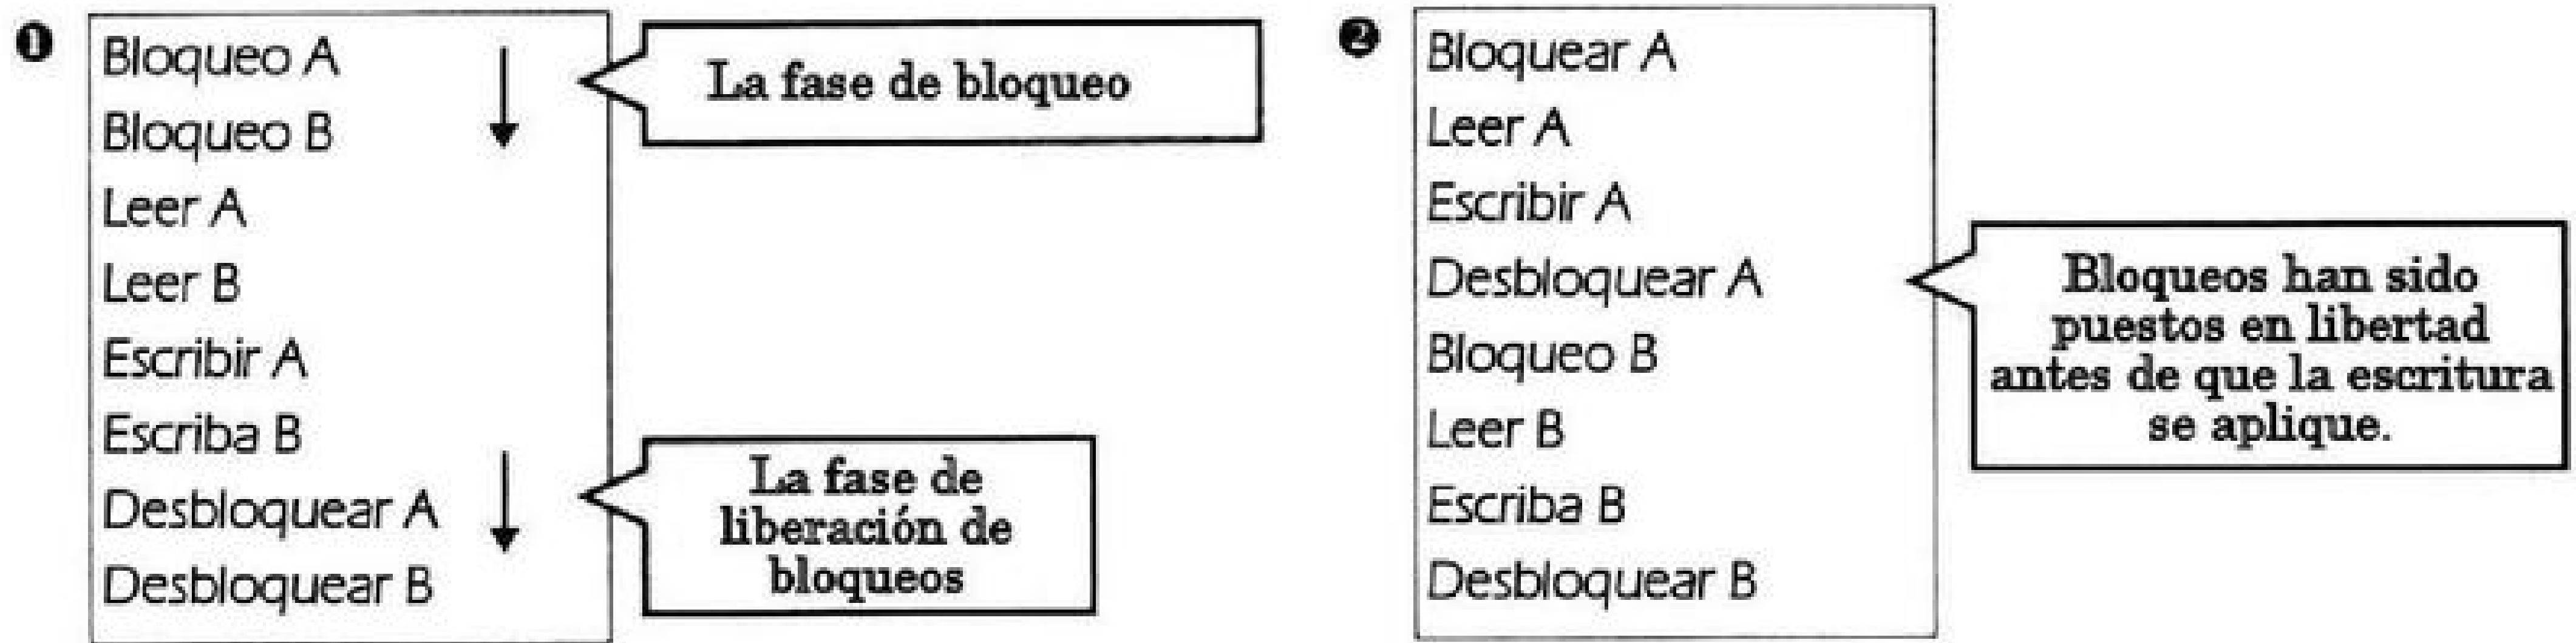 ❶
Bloqueo A
Bloqueo B
Leer A
Leer B
Escribir A
Escriba B
Desbloquear A
Desbloquear B
La fase de bloqueo
La fase de
liberación de
bloqueos
❷
Bloquear A
Leer A
Escribir A
Desbloquear A
Bloqueo B
Leer B
Escriba B
Desbloquear B
Bloqueos han sido
puestos en libertad
antes de que la escritura
se aplique.